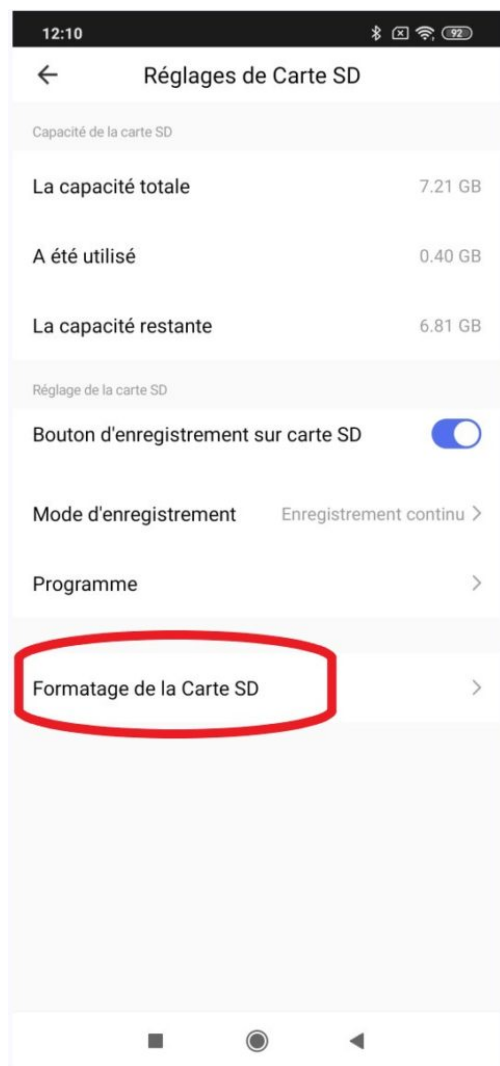 12:10 92
Réglages de Carte SD
Capacité de la carte SD
La capacité totale 7.21 GB
A été utilisé 0.40 GB
La capacité restante 6.81 GB
Réglage de la carte SD
Bouton d'enregistrement sur carte SD
Mode d'enregistrement Enregistrement continu >
Programme >
Formatage de la Carte SD >